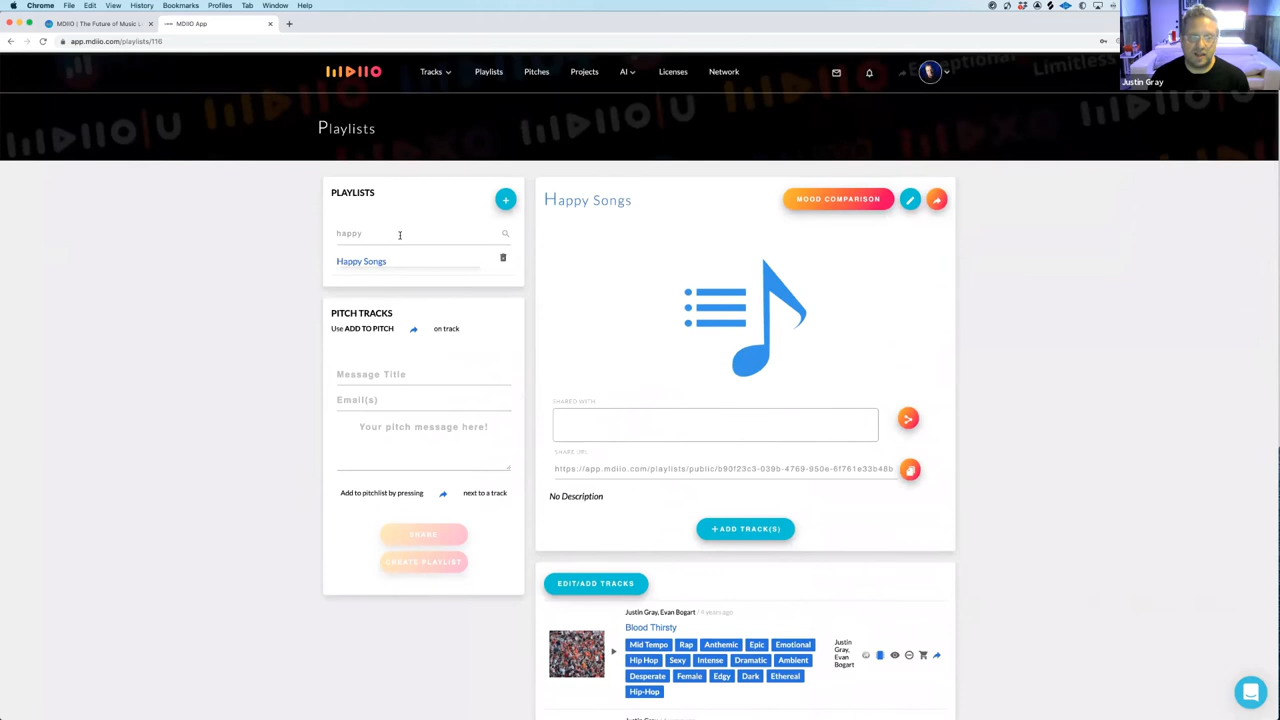 Chrome File Edit View History Bookmarks Profiles Tab Window Help
MDIIO | The Future of Music L
MDIIO App
app.mdiio.com/playlists/116
Tracks Playlists Pitches Projects AI Licenses Network
Exceptional Limitless
Justin Gray
Playlists
PLAYLISTS
happy
Happy Songs
PITCH TRACKS
Use ADD TO PITCH on track
Message Title
Email(s)
Your pitch message here!
Add to pitchlist by pressing next to a track
SHARE
CREATE PLAYLIST
Happy Songs
MOOD COMPARISON
SHARED WITH
SHARE URL
https://app.mdiio.com/playlists/public/b90f23c3-039b-4769-950e-6f761e33b48b
No Description
+ADD TRACK(S)
EDIT/ADD TRACKS
Justin Gray, Evan Bogart / 4 years ago
Blood Thirsty
Mid Tempo Rap Anthemic Epic Emotional
Hip Hop Sexy Intense Dramatic Ambient
Desperate Female Edgy Dark Ethereal
Hip-Hop
Justin
Gray,
Evan
Bogart